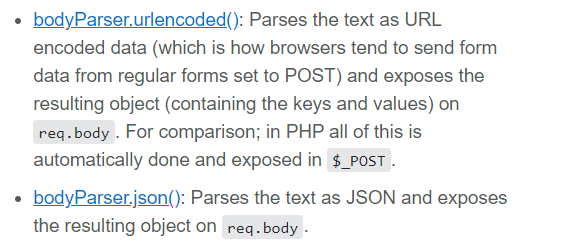 • bodyParser.urlencoded(): Parses the text as URL
encoded data (which is how browsers tend to send form
data from regular forms set to POST) and exposes the
resulting object (containing the keys and values) on
req.body . For comparison; in PHP all of this is
automatically done and exposed in $_POST .
• bodyParser.json(): Parses the text as JSON and exposes
the resulting object on req.body .